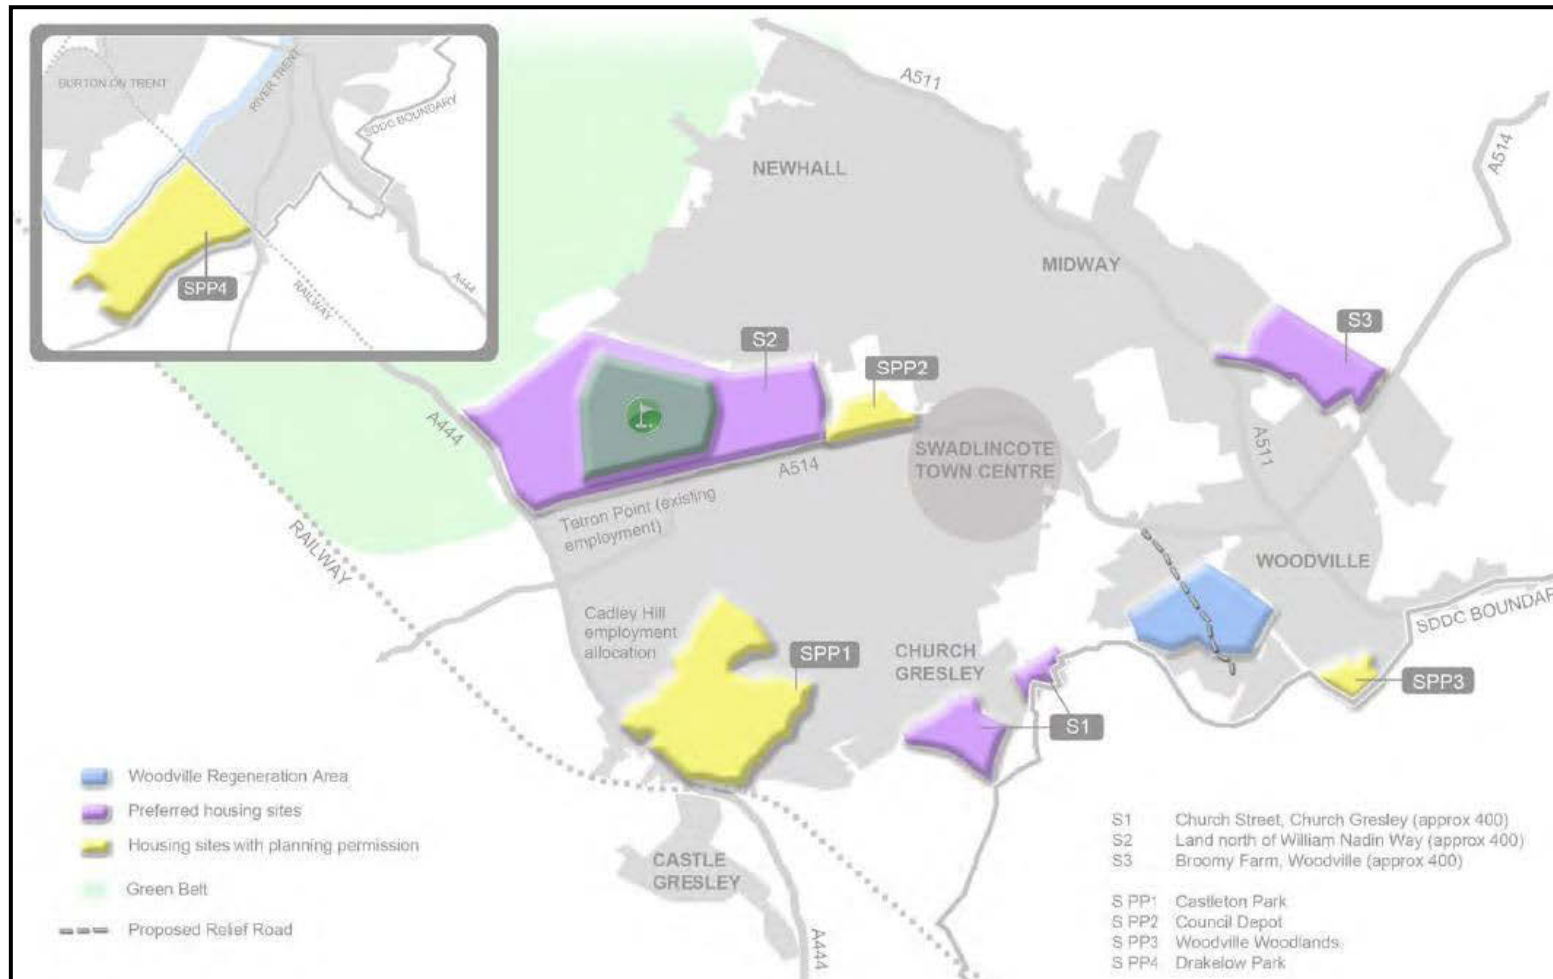 BURTON ON TRENT
RIVER TRENT
SDDC BOUNDARY
SPP4
RAILWAY
A444
A511
A514
NEWHALL
MIDWAY
S3
S2
SPP2
A444
A514
SWADLINCOTE
TOWN CENTRE
A511
Tetron Point (existing
employment)
RAILWAY
WOODVILLE
SDDC BOUNDAR
Cadley Hill
employment
allocation
SPP1
CHURCH
GRESLEY
SPP3
S1
Woodville Regeneration Area
Preferred housing sites
Housing sites with planning permission
Green Belt
Proposed Relief Road
CASTLE
GRESLEY
A444
S1 Church Street, Church Gresley (approx 400)
S2 Land north of William Nadin Way (approx 400)
S3 Broomy Farm, Woodville (approx 400)
S PP1 Castleton Park
S PP2 Council Depot
S PP3 Woodville Woodlands
S PP4 Drakelow Park